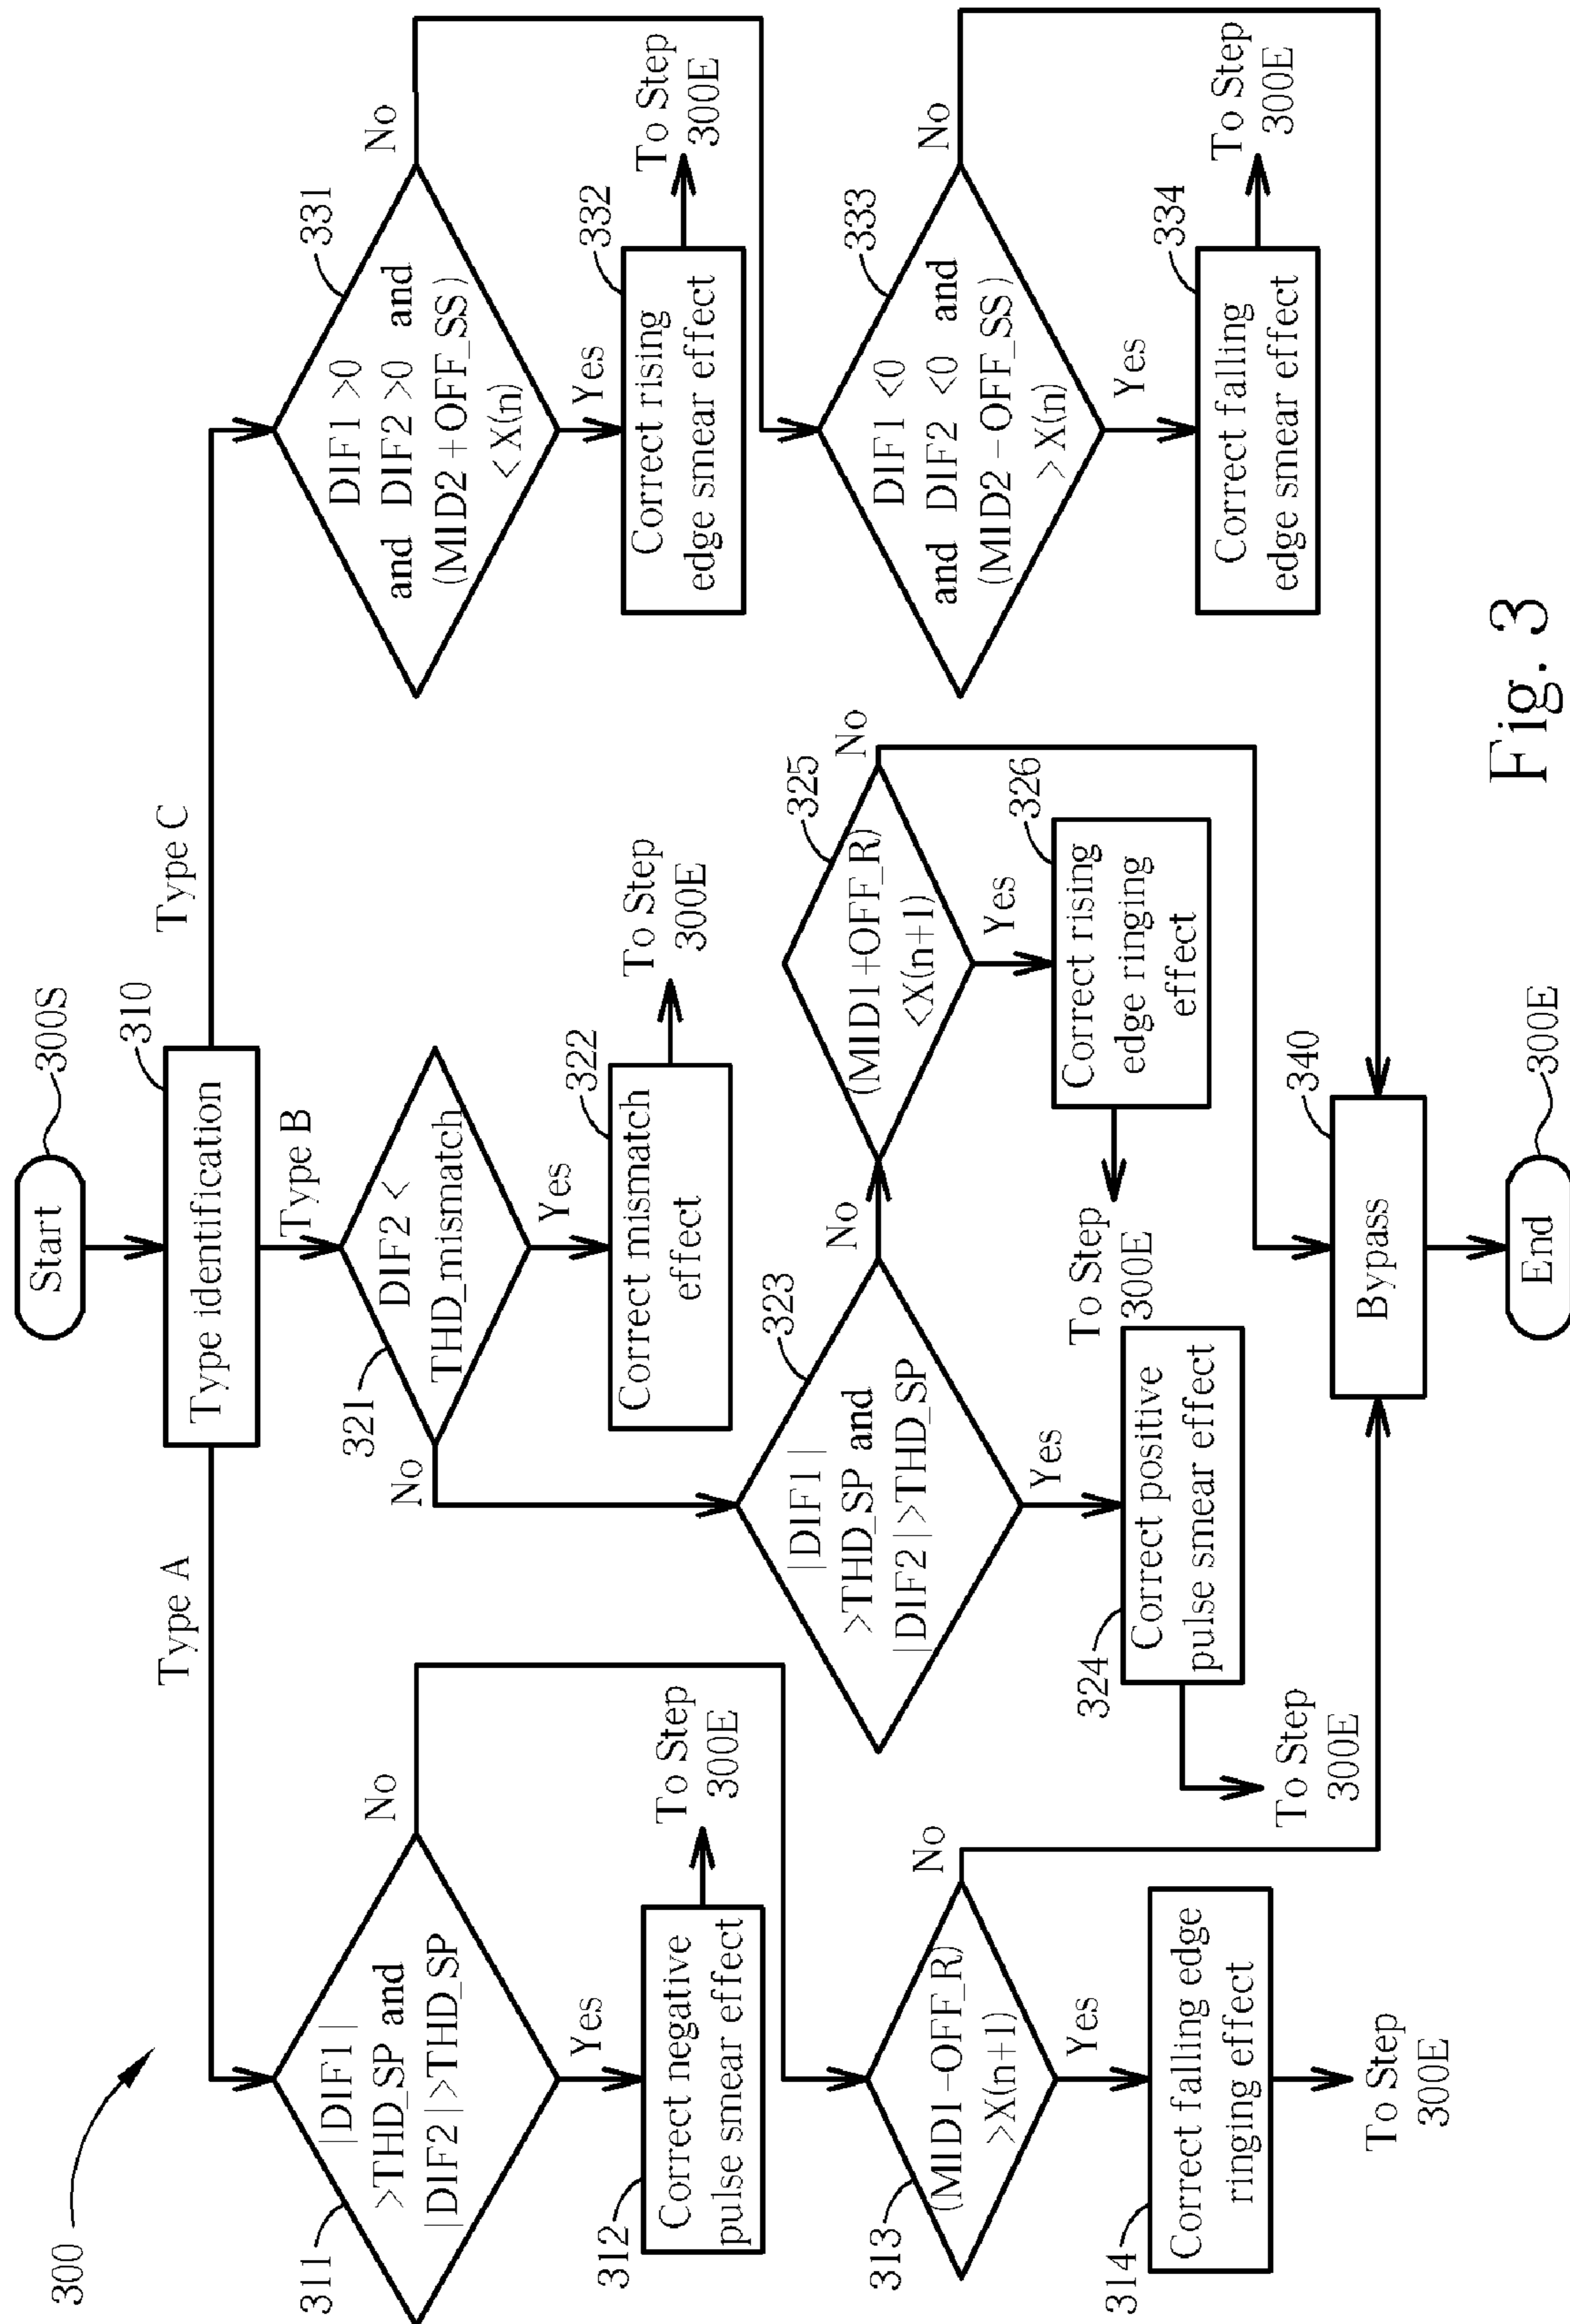 300
Start
300S
Type identification
310
Type A
Type B
Type C
|DIF1|
>THD_SP and
|DIF2|>THD_SP
311
Yes
No
Correct negative
pulse smear effect
312
To Step
300E
(MID1-OFF_R)
>X(n+1)
313
Yes
No
Correct falling edge
ringing effect
314
To Step
300E
DIF2 <
THD_mismatch
321
Yes
No
Correct mismatch
effect
322
To Step
300E
|DIF1|
>THD_SP and
|DIF2|>THD_SP
323
Yes
No
Correct positive
pulse smear effect
324
To Step
300E
(MID1+OFF_R)
<X(n+1)
325
Yes
No
Correct rising
edge ringing
effect
326
To Step
300E
DIF1 >0
and DIF2 >0 and
(MID2+OFF_SS)
<X(n)
331
Yes
No
Correct rising
edge smear effect
332
To Step
300E
DIF1 <0
and DIF2 <0 and
(MID2-OFF_SS)
>X(n)
333
Yes
No
Correct falling
edge smear effect
334
To Step
300E
Bypass
340
End
300E
Fig. 3